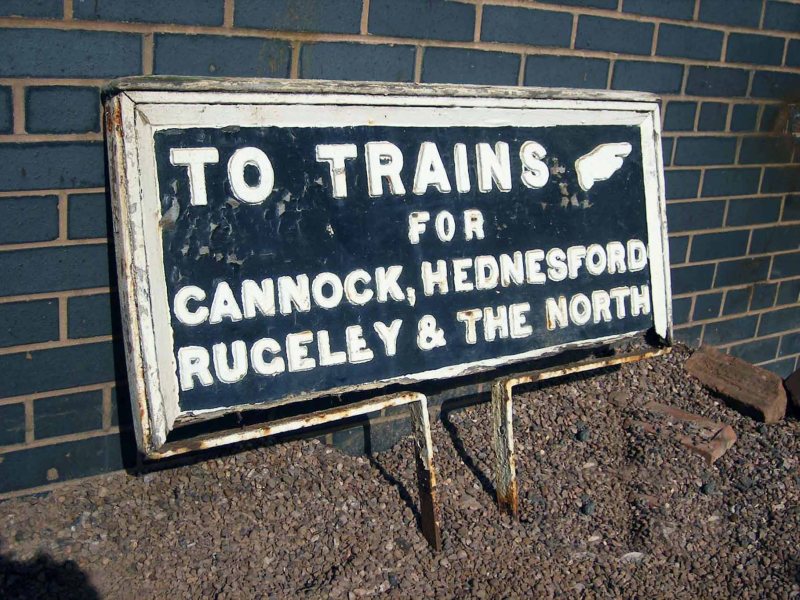 TO TRAINS
FOR
CANNOCK, HEDNESFORD
RUGELEY & THE NORTH